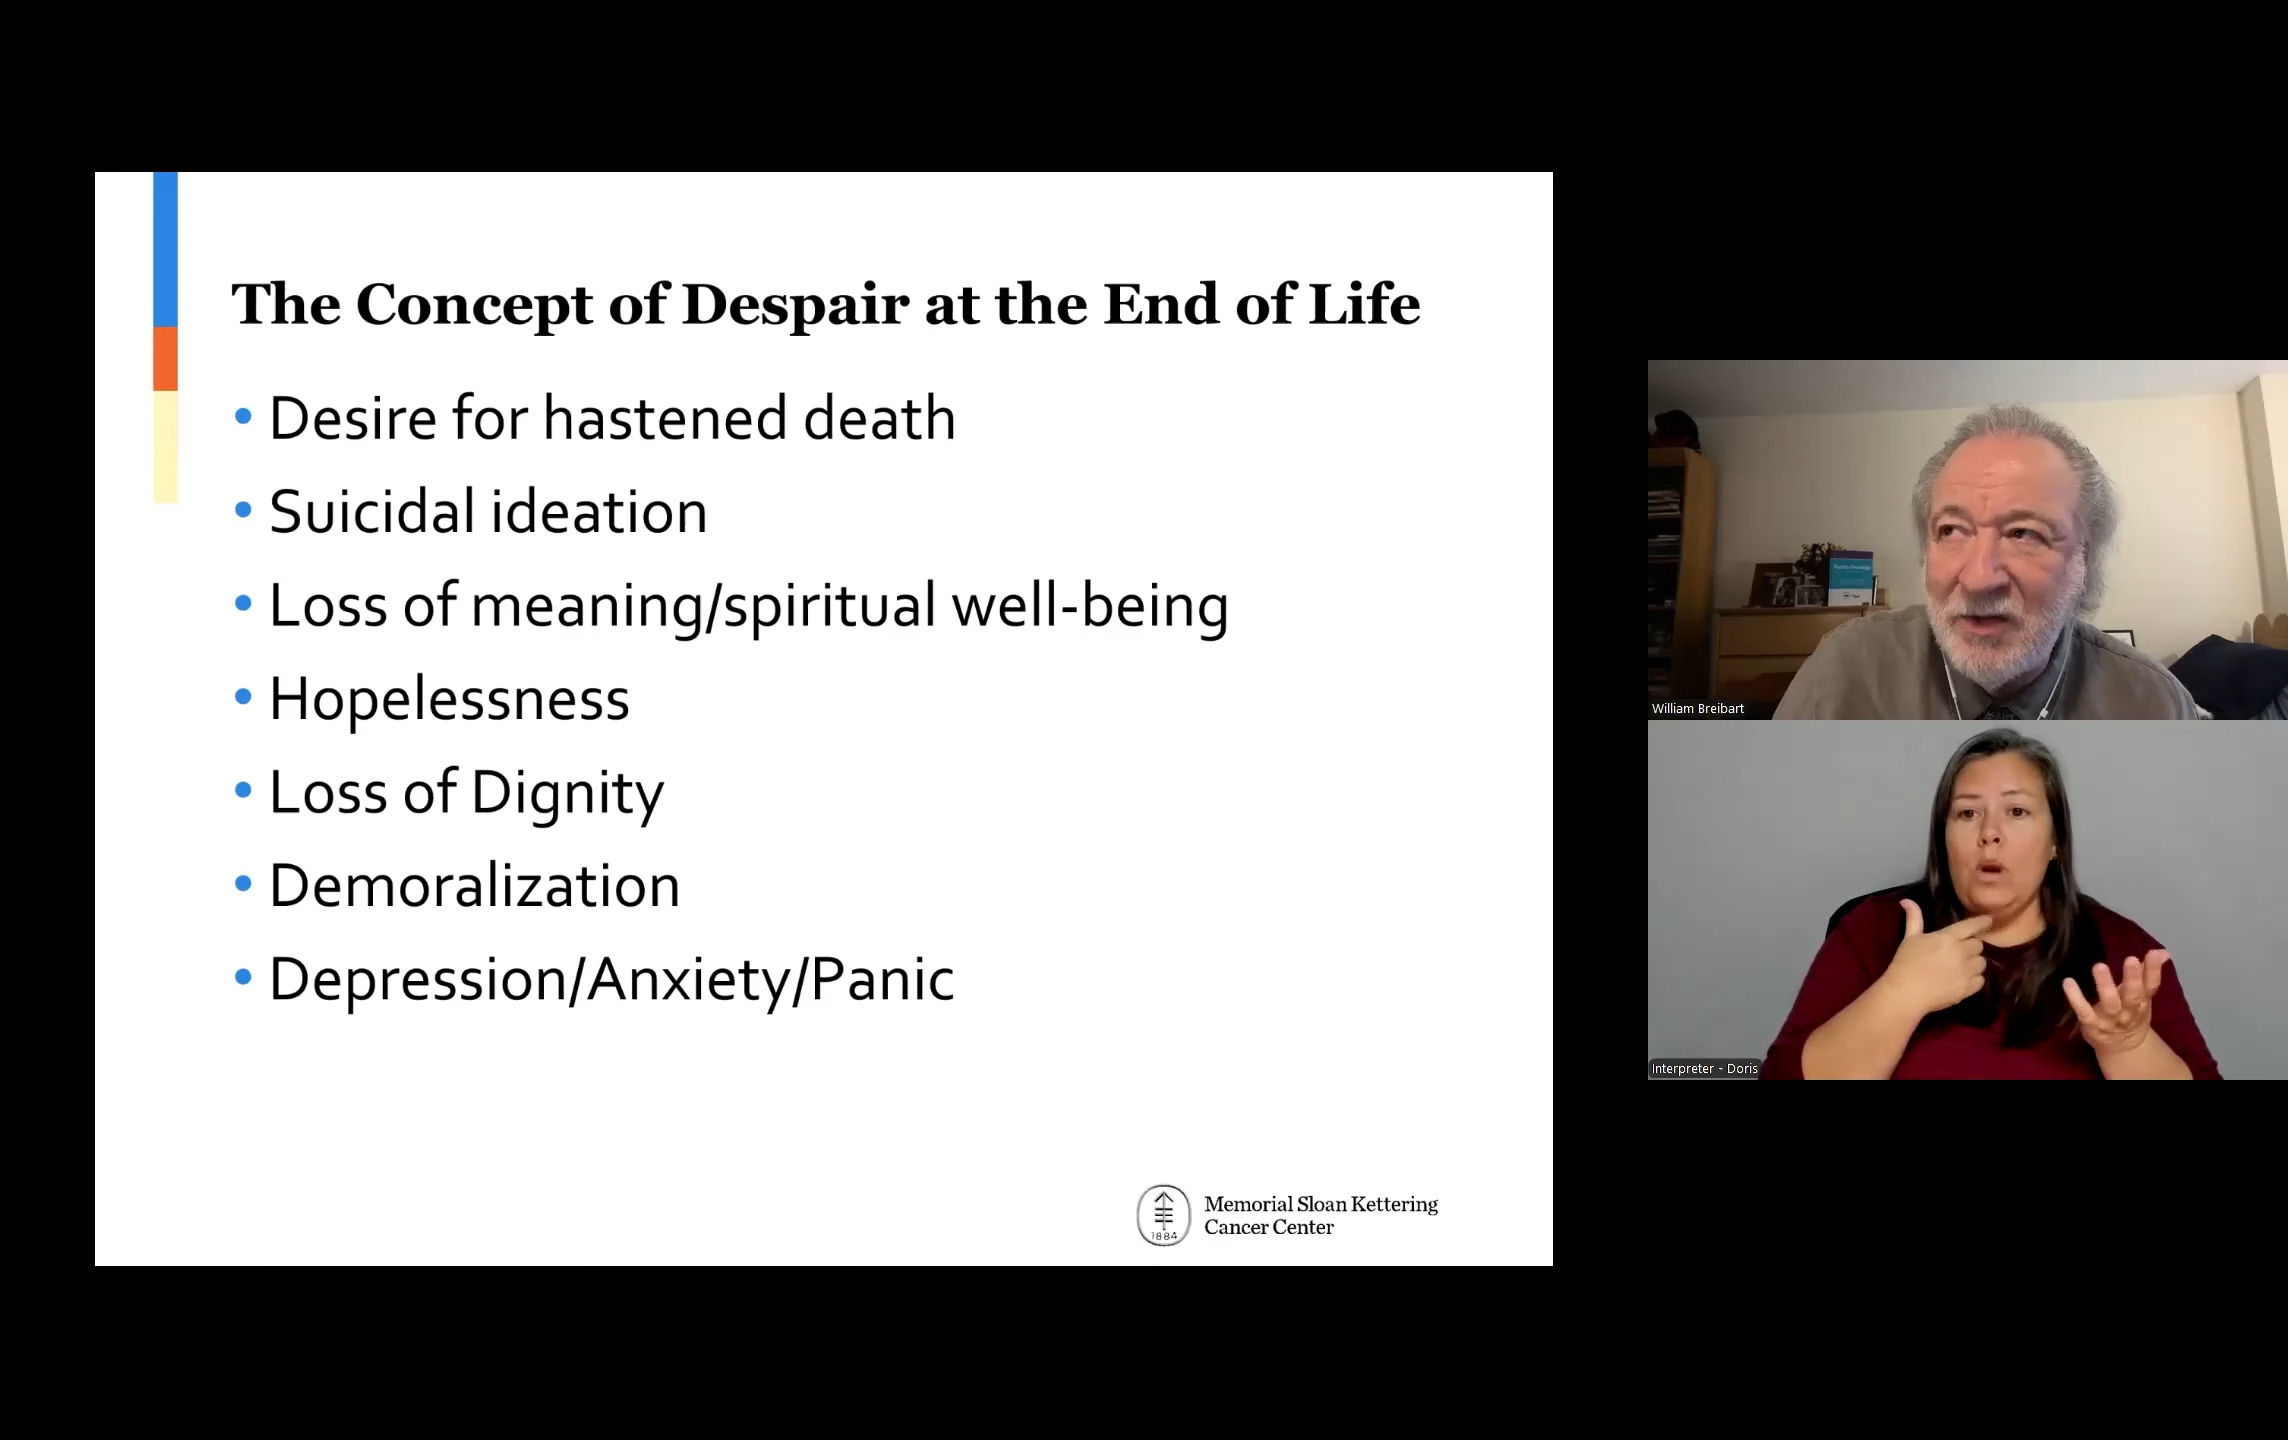 The Concept of Despair at the End of Life
• Desire for hastened death
• Suicidal ideation
• Loss of meaning/spiritual well-being
• Hopelessness
• Loss of Dignity
• Demoralization
• Depression/Anxiety/Panic
1884
Memorial Sloan Kettering
Cancer Center
Psycho-Oncology
William Breibart
Interpreter - Doris